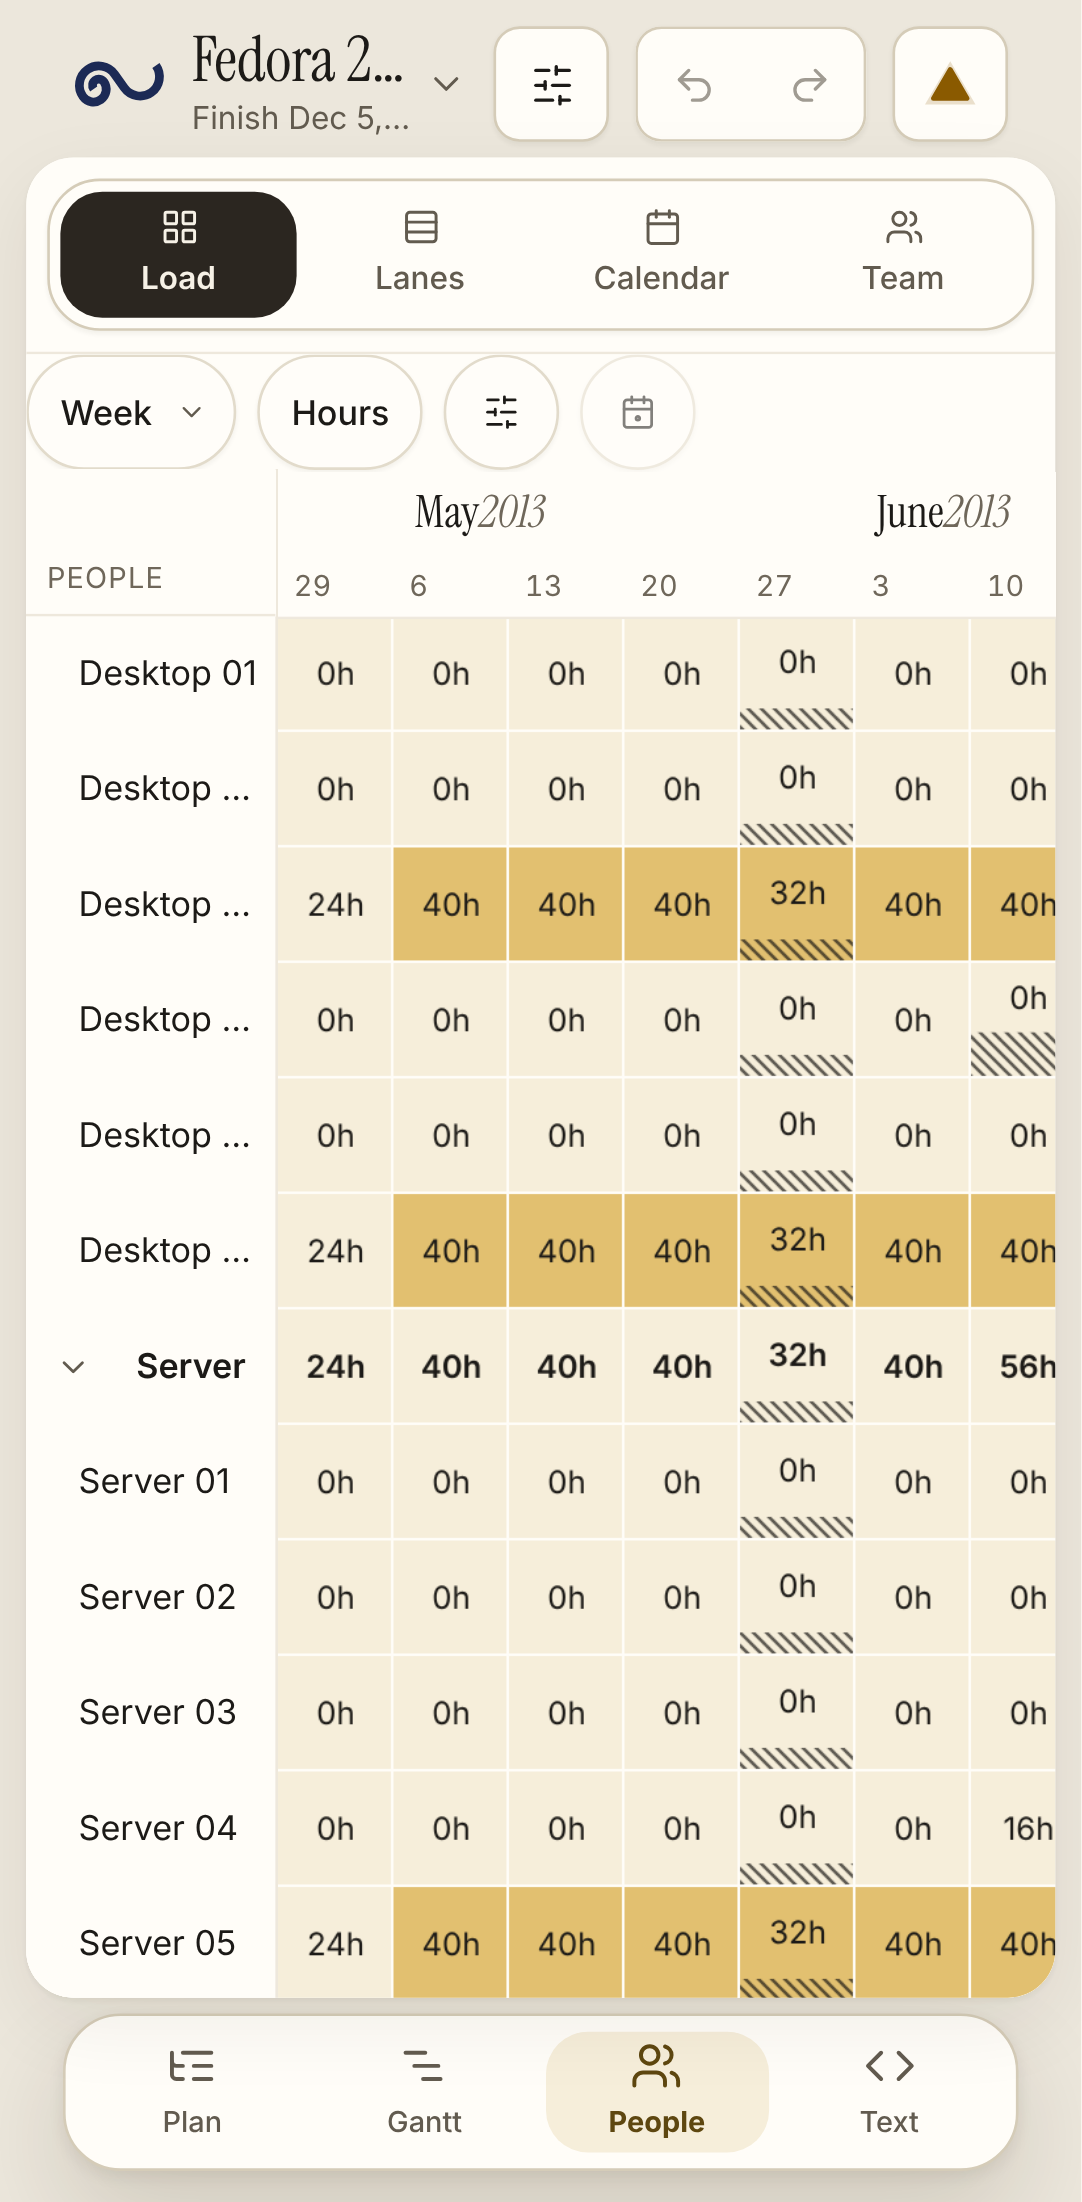 Fedora 2...
Finish Dec 5,...
Load Lanes Calendar Team
Week Hours
May 2013 June 2013
PEOPLE 29 6 13 20 27 3 10
Desktop 01 0h 0h 0h 0h 0h 0h 0h
Desktop ... 0h 0h 0h 0h 0h 0h 0h
Desktop ... 24h 40h 40h 40h 32h 40h 40h
Desktop ... 0h 0h 0h 0h 0h 0h 0h
Desktop ... 0h 0h 0h 0h 0h 0h 0h
Desktop ... 24h 40h 40h 40h 32h 40h 40h
Server 24h 40h 40h 40h 32h 40h 56h
Server 01 0h 0h 0h 0h 0h 0h 0h
Server 02 0h 0h 0h 0h 0h 0h 0h
Server 03 0h 0h 0h 0h 0h 0h 0h
Server 04 0h 0h 0h 0h 0h 0h 16h
Server 05 24h 40h 40h 40h 32h 40h 40h
Plan Gantt People Text